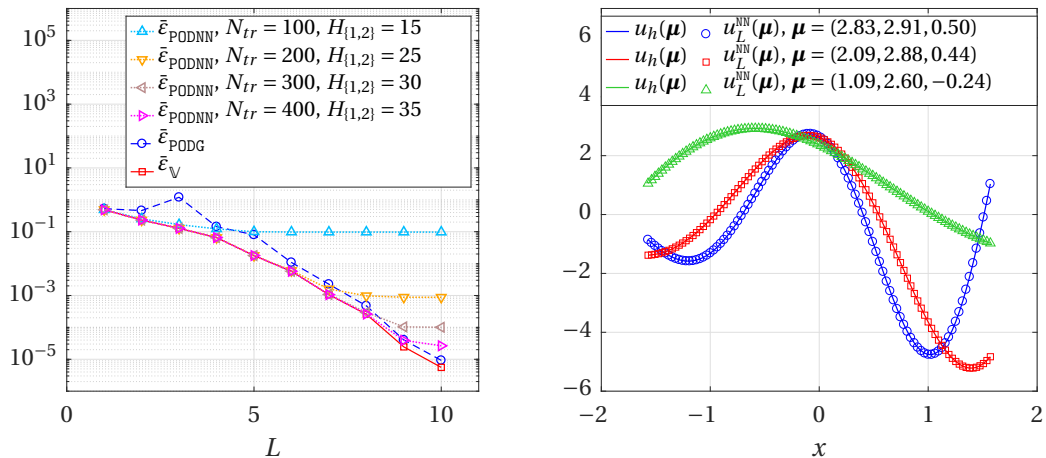 10^5
10^3
10^1
10^-1
10^-3
10^-5
ε̄_PODNN, N_tr = 100, H_{1,2} = 15
ε̄_PODNN, N_tr = 200, H_{1,2} = 25
ε̄_PODNN, N_tr = 300, H_{1,2} = 30
ε̄_PODNN, N_tr = 400, H_{1,2} = 35
ε̄_PODG
ε̄_𝕍
0 5 10
L
6
4
2
0
−2
−4
−6
u_h(μ) u_L^NN(μ), μ = (2.83, 2.91, 0.50)
u_h(μ) u_L^NN(μ), μ = (2.09, 2.88, 0.44)
u_h(μ) u_L^NN(μ), μ = (1.09, 2.60, −0.24)
−2 −1 0 1 2
x